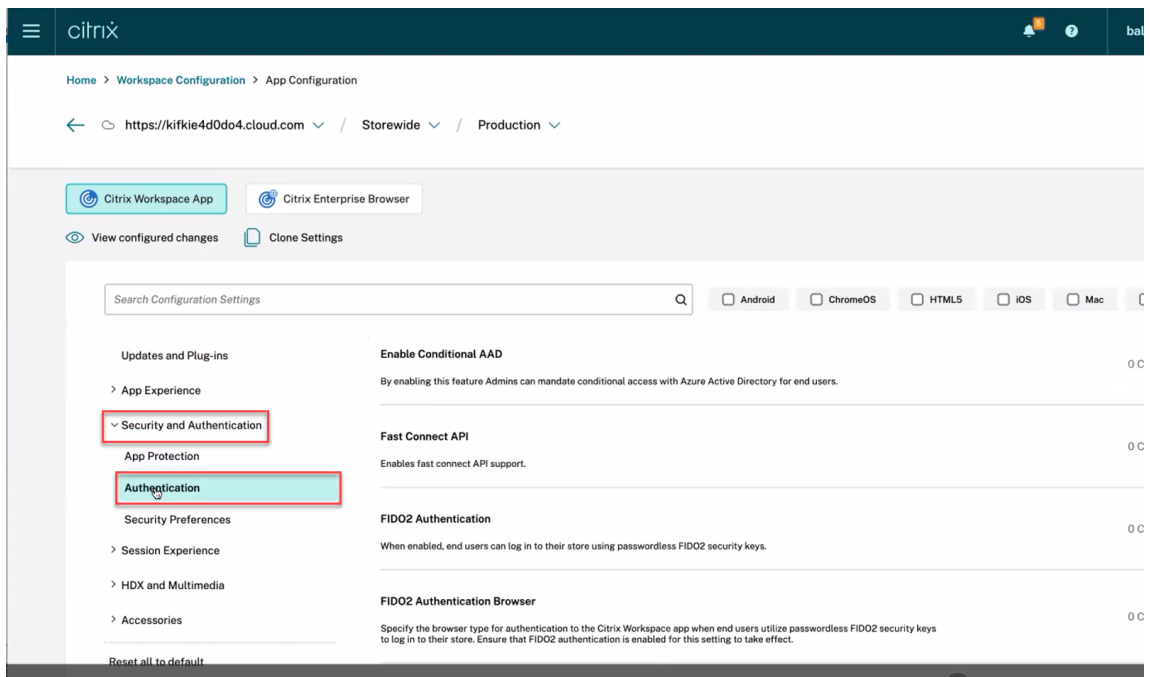 citrix
5
?
Home > Workspace Configuration > App Configuration
https://kifkie4d0do4.cloud.com / Storewide / Production
Citrix Workspace App
Citrix Enterprise Browser
View configured changes
Clone Settings
Search Configuration Settings
Android
ChromeOS
HTML5
iOS
Mac
Updates and Plug-ins
> App Experience
Security and Authentication
App Protection
Authentication
Security Preferences
> Session Experience
> HDX and Multimedia
> Accessories
Reset all to default
Enable Conditional AAD
By enabling this feature Admins can mandate conditional access with Azure Active Directory for end users.
0 C
Fast Connect API
Enables fast connect API support.
0 C
FIDO2 Authentication
When enabled, end users can log in to their store using passwordless FIDO2 security keys.
0 C
FIDO2 Authentication Browser
Specify the browser type for authentication to the Citrix Workspace app when end users utilize passwordless FIDO2 security keys
to log in to their store. Ensure that FIDO2 authentication is enabled for this setting to take effect.
0 C